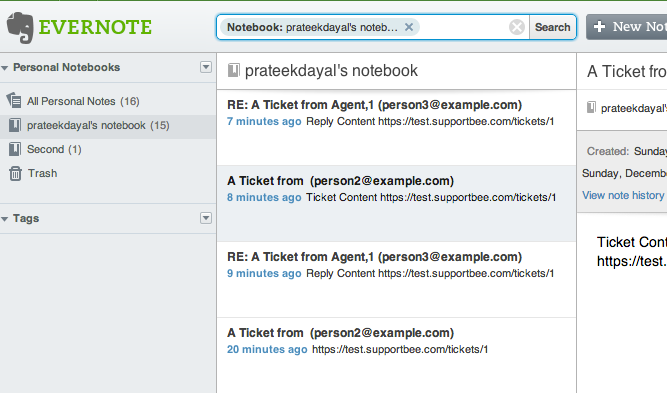 EVERNOTE
Notebook: prateekdayal's noteb...
Search
+ New Not
Personal Notebooks
All Personal Notes (16)
prateekdayal's notebook (15)
Second (1)
Trash
Tags
prateekdayal's notebook
RE: A Ticket from Agent,1 (person3@example.com)
7 minutes ago Reply Content https://test.supportbee.com/tickets/1
A Ticket from (person2@example.com)
8 minutes ago Ticket Content https://test.supportbee.com/tickets/1
RE: A Ticket from Agent,1 (person3@example.com)
9 minutes ago Reply Content https://test.supportbee.com/tickets/1
A Ticket from (person2@example.com)
20 minutes ago https://test.supportbee.com/tickets/1
A Ticket fro
prateekdayal's
Created: Sunday
Sunday, Decembe
View note history
Ticket Cont
https://test.